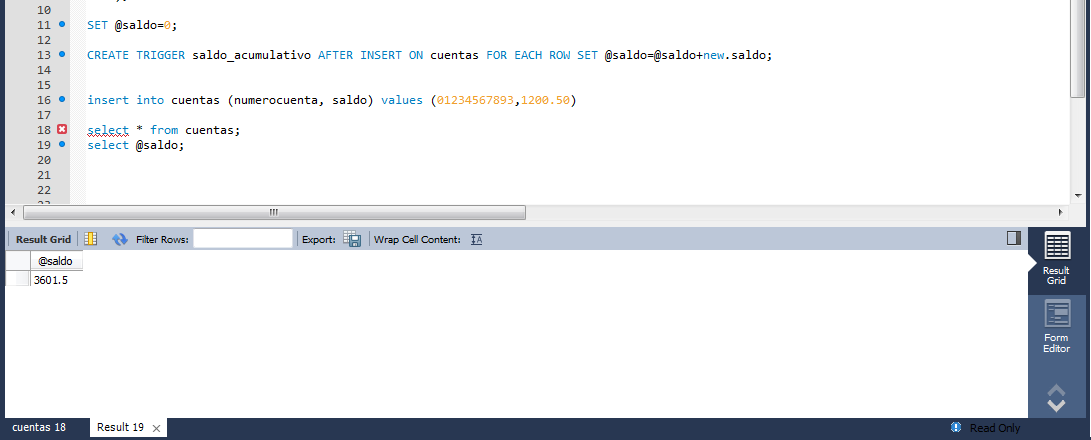 10
11 SET @saldo=0;
12
13 CREATE TRIGGER saldo_acumulativo AFTER INSERT ON cuentas FOR EACH ROW SET @saldo=@saldo+new.saldo;
14
15
16 insert into cuentas (numerocuenta, saldo) values (01234567893,1200.50)
17
18 select * from cuentas;
19 select @saldo;
20
21
22
Result Grid Filter Rows: Export: Wrap Cell Content:
@saldo
3601.5
Result
Grid
Form
Editor
cuentas 18 Result 19 Read Only